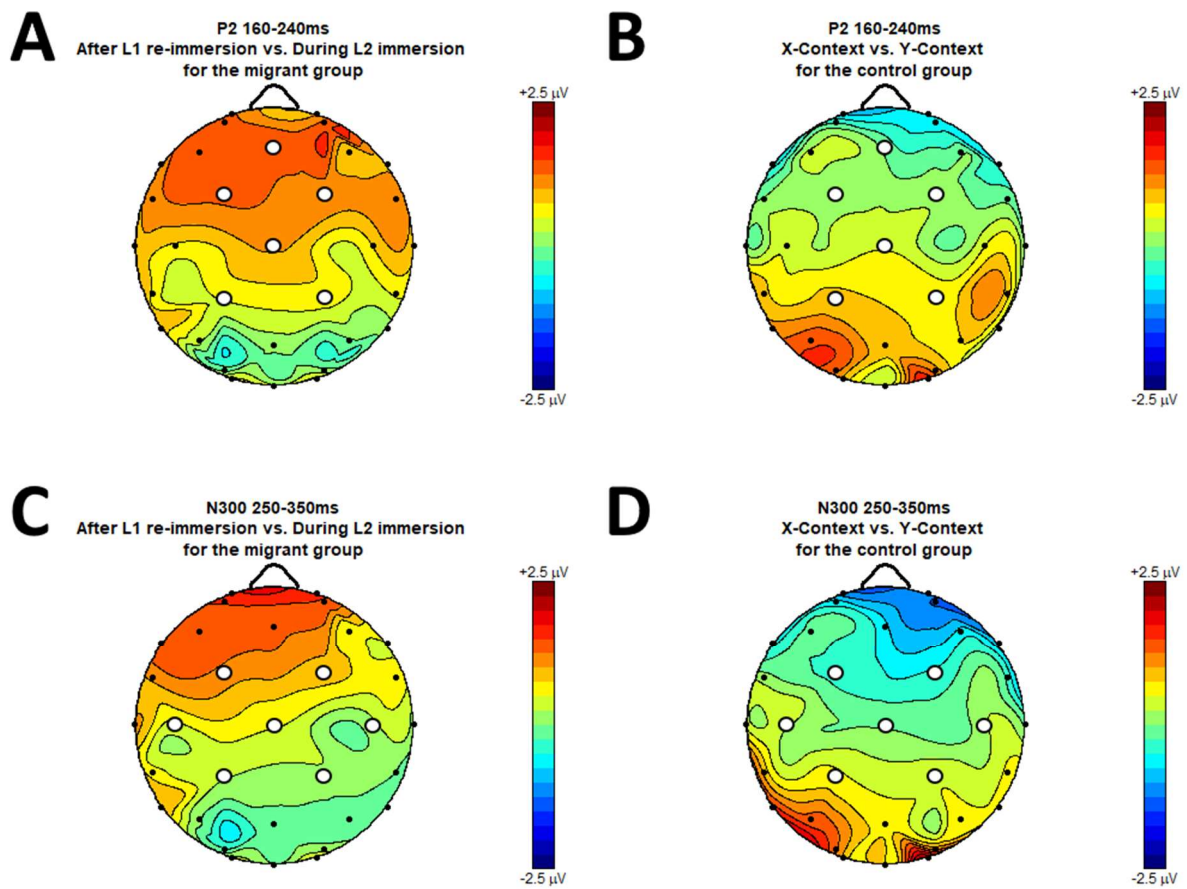 A
P2 160-240ms
After L1 re-immersion vs. During L2 immersion
for the migrant group
+2.5 µV
-2.5 µV
B
P2 160-240ms
X-Context vs. Y-Context
for the control group
+2.5 µV
-2.5 µV
C
N300 250-350ms
After L1 re-immersion vs. During L2 immersion
for the migrant group
+2.5 µV
-2.5 µV
D
N300 250-350ms
X-Context vs. Y-Context
for the control group
+2.5 µV
-2.5 µV